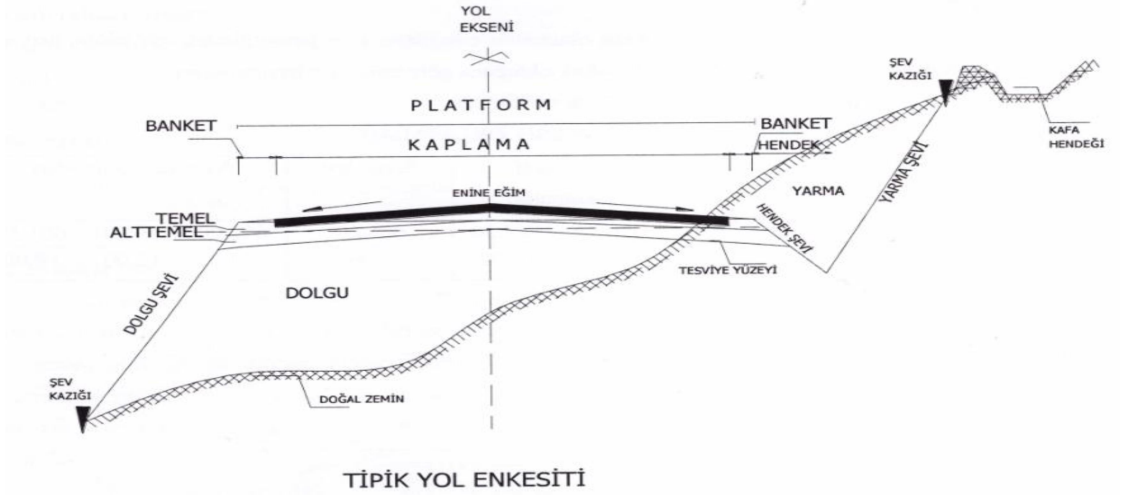 YOL
EKSENİ
ŞEV
KAZIĞI
PLATFORM
BANKET
BANKET
KAPLAMA
HENDEK
KAFA
HENDEĞİ
YARMA
YARMA ŞEVİ
ENİNE EĞİM
TEMEL
ALTTEMEL
HENDEK ŞEVİ
TESVİYE YÜZEYİ
DOLGU ŞEVİ
DOLGU
ŞEV
KAZIĞI
DOĞAL ZEMİN
TİPİK YOL ENKESİTİ